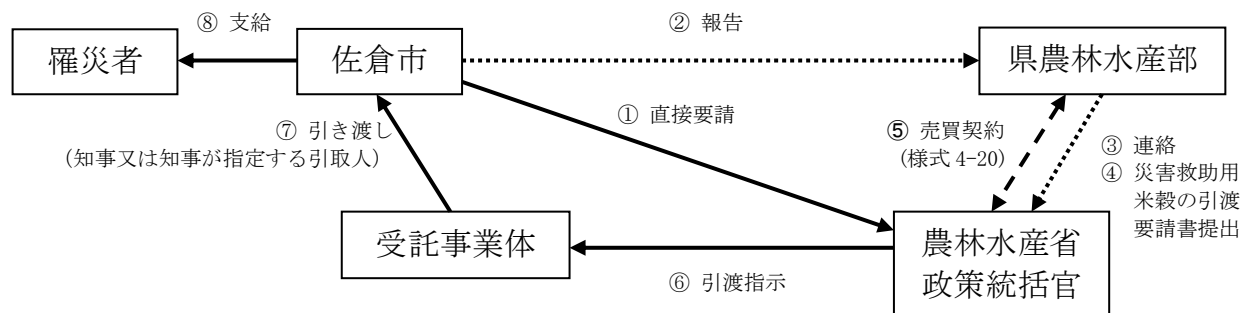 ⑧ 支給
② 報告
罹災者
佐倉市
県農林水産部
① 直接要請
⑦ 引き渡し
(知事又は知事が指定する引取人)
⑤ 売買契約
(様式 4-20)
③ 連絡
④ 災害救助用
米穀の引渡
要請書提出
受託事業体
農林水産省
政策統括官
⑥ 引渡指示